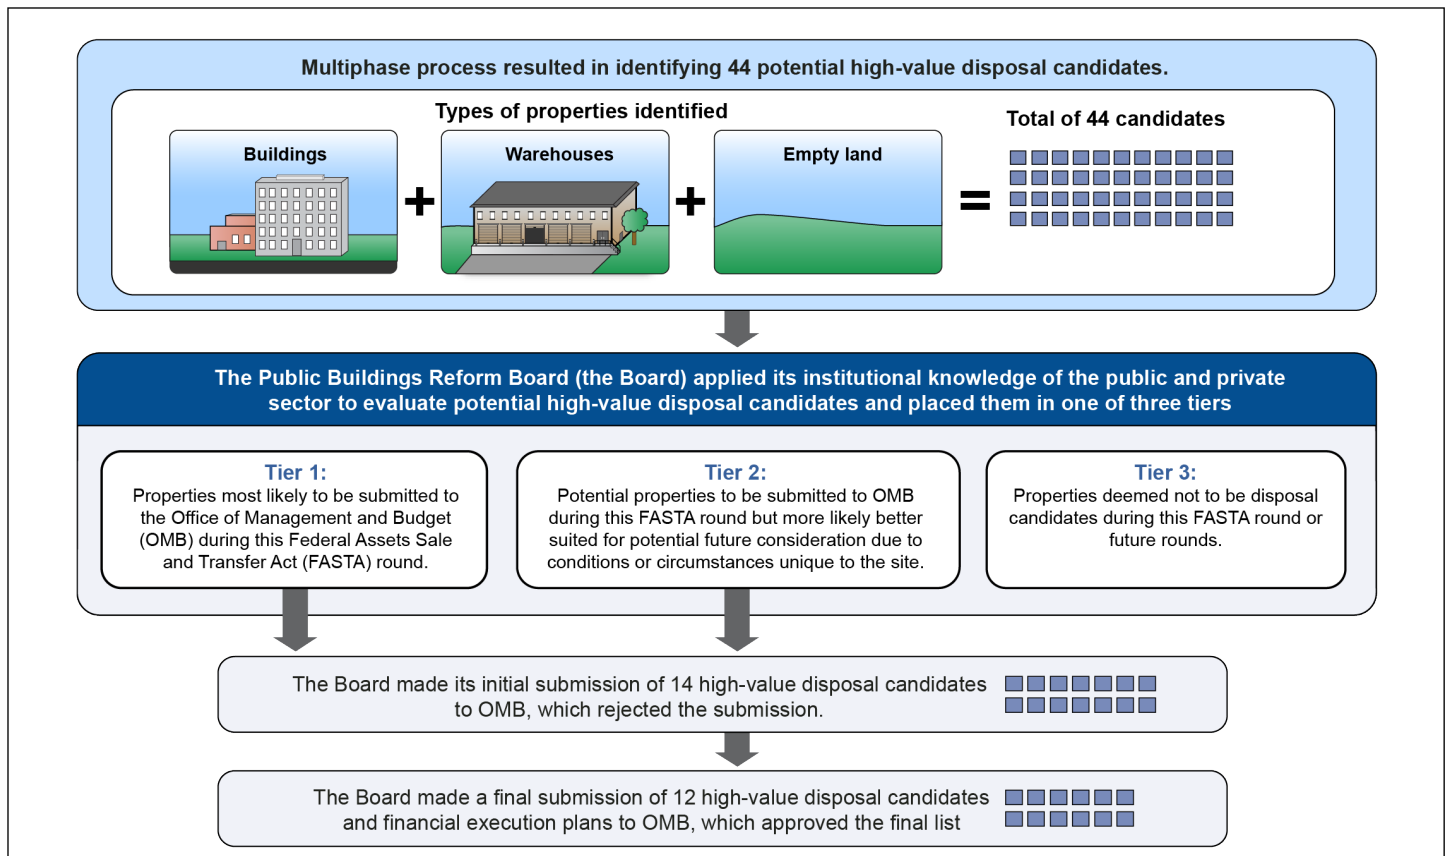 Multiphase process resulted in identifying 44 potential high-value disposal candidates.
Types of properties identified
Total of 44 candidates
Buildings
Warehouses
Empty land
+
+
=
The Public Buildings Reform Board (the Board) applied its institutional knowledge of the public and private
sector to evaluate potential high-value disposal candidates and placed them in one of three tiers
Tier 1:
Properties most likely to be submitted to
the Office of Management and Budget
(OMB) during this Federal Assets Sale
and Transfer Act (FASTA) round.
Tier 2:
Potential properties to be submitted to OMB
during this FASTA round but more likely better
suited for potential future consideration due to
conditions or circumstances unique to the site.
Tier 3:
Properties deemed not to be disposal
candidates during this FASTA round or
future rounds.
The Board made its initial submission of 14 high-value disposal candidates
to OMB, which rejected the submission.
The Board made a final submission of 12 high-value disposal candidates
and financial execution plans to OMB, which approved the final list